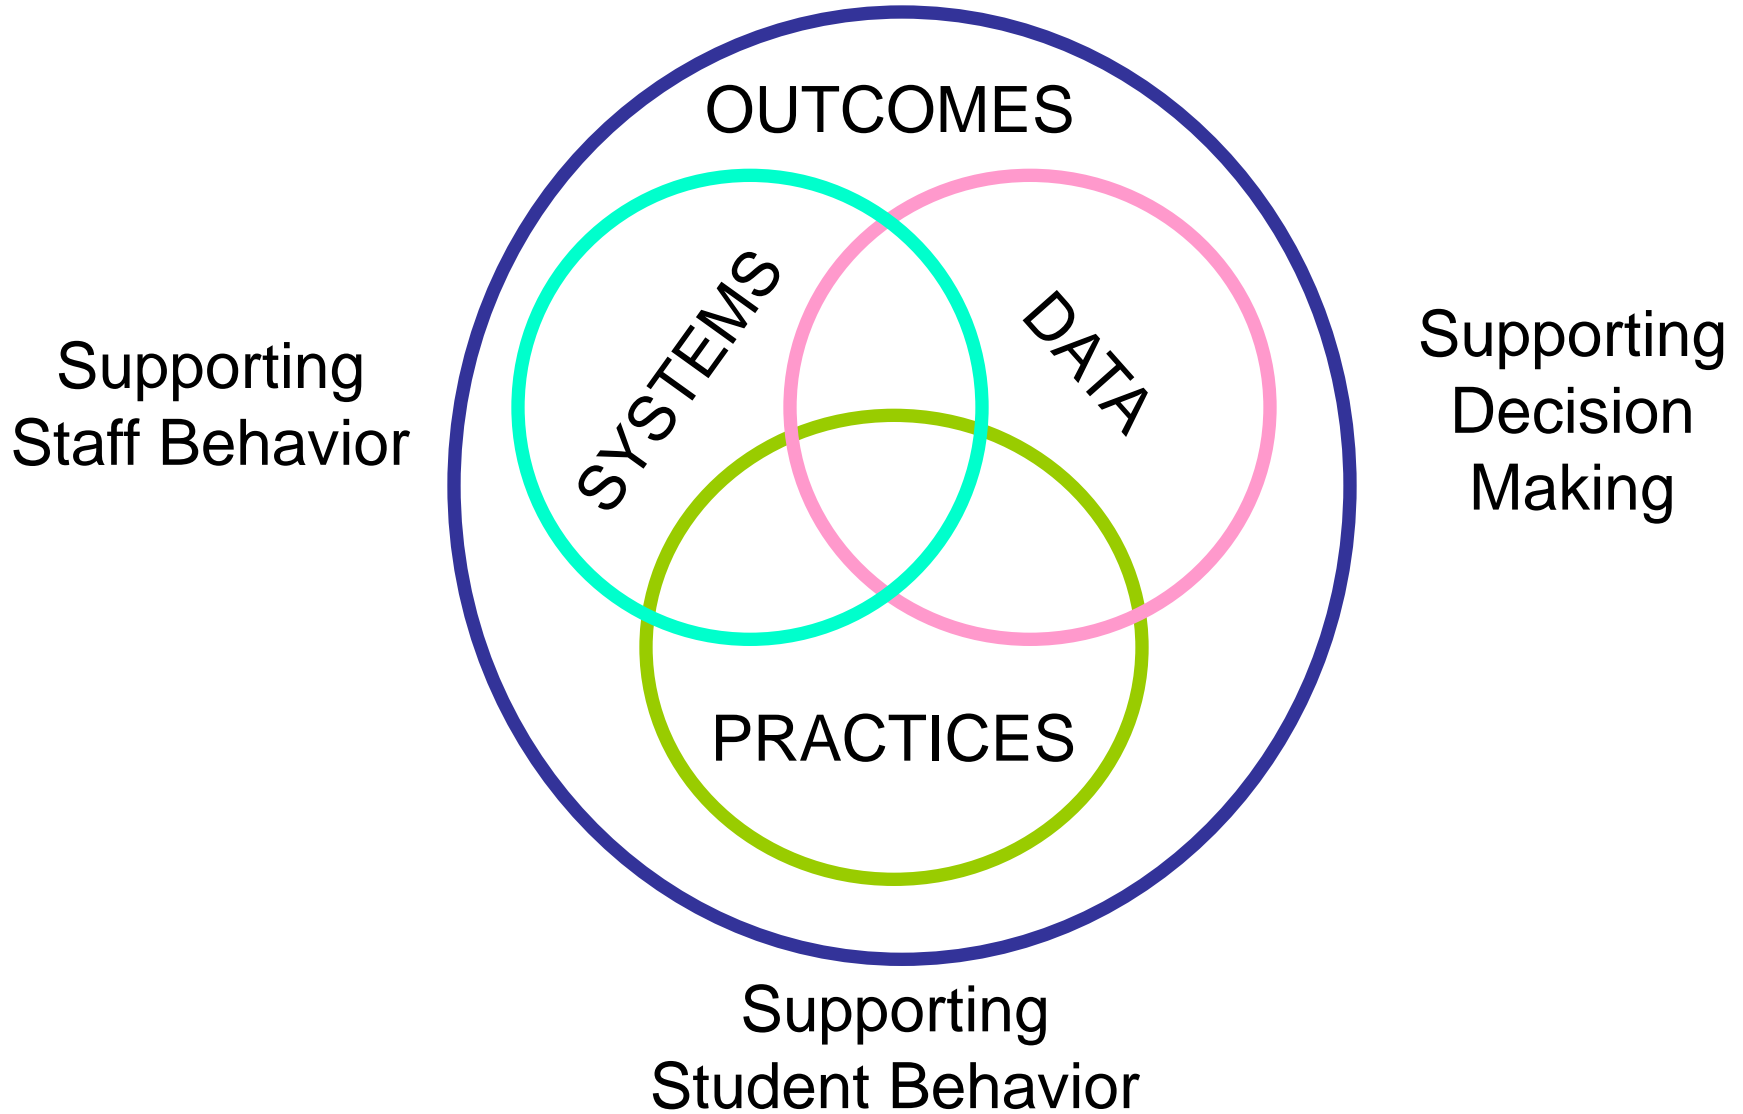 OUTCOMES
SYSTEMS
DATA
Supporting
Staff Behavior
Supporting
Decision
Making
PRACTICES
Supporting
Student Behavior